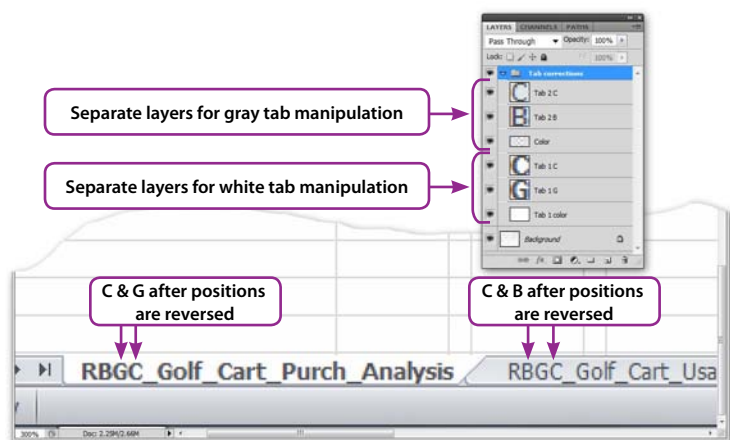 LAYERS CHANNELS PATHS
Pass Through Opacity: 100%
Lock: 100%
Tab corrections
C Tab 2 C
B Tab 2 B
Color
C Tab 1 C
G Tab 1 G
Tab 1 color
Background
fx
Separate layers for gray tab manipulation
Separate layers for white tab manipulation
C & G after positions
are reversed
C & B after positions
are reversed
RBGC_Golf_Cart_Purch_Analysis
RBGC_Golf_Cart_Usa
300% Doc: 2.25M/2.66M